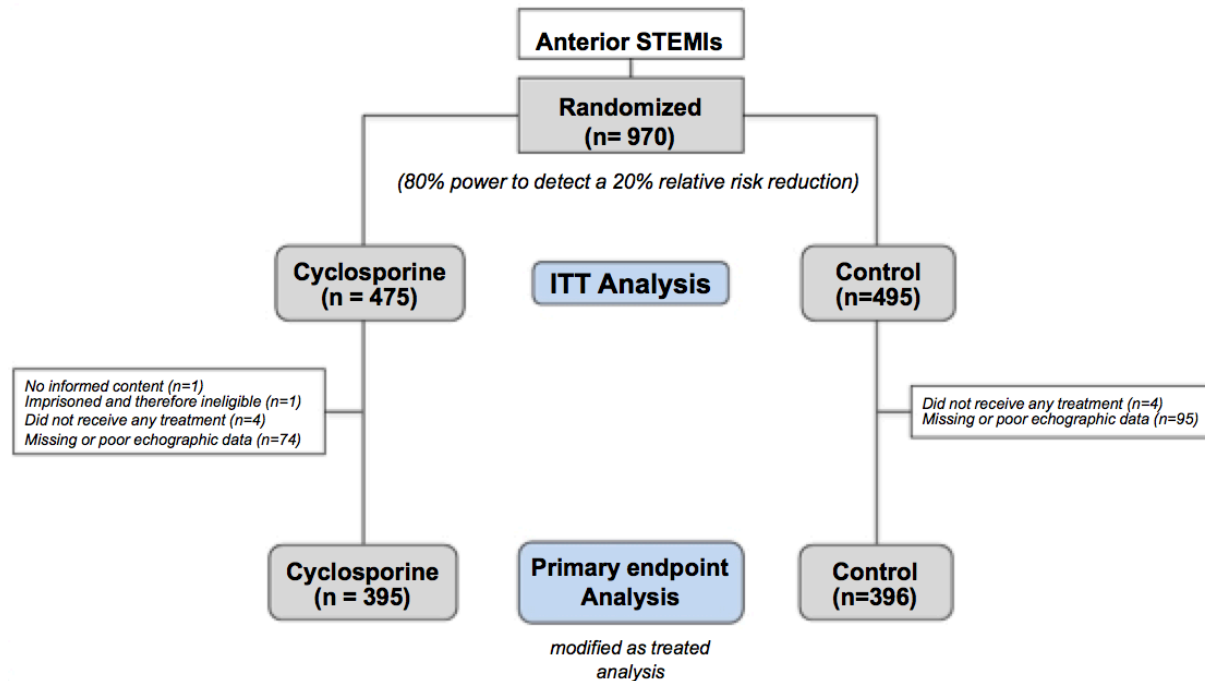 Anterior STEMIs
Randomized
(n= 970)
(80% power to detect a 20% relative risk reduction)
Cyclosporine
(n = 475)
ITT Analysis
Control
(n=495)
No informed content (n=1)
Imprisoned and therefore ineligible (n=1)
Did not receive any treatment (n=4)
Missing or poor echographic data (n=74)
Did not receive any treatment (n=4)
Missing or poor echographic data (n=95)
Cyclosporine
(n = 395)
Primary endpoint
Analysis
Control
(n=396)
modified as treated
analysis